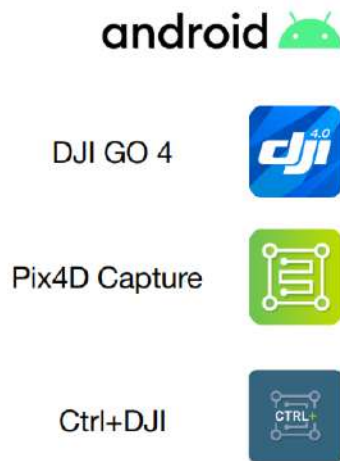 android
DJI GO 4
4.0
dji
Pix4D Capture
Ctrl+DJI
CTRL+